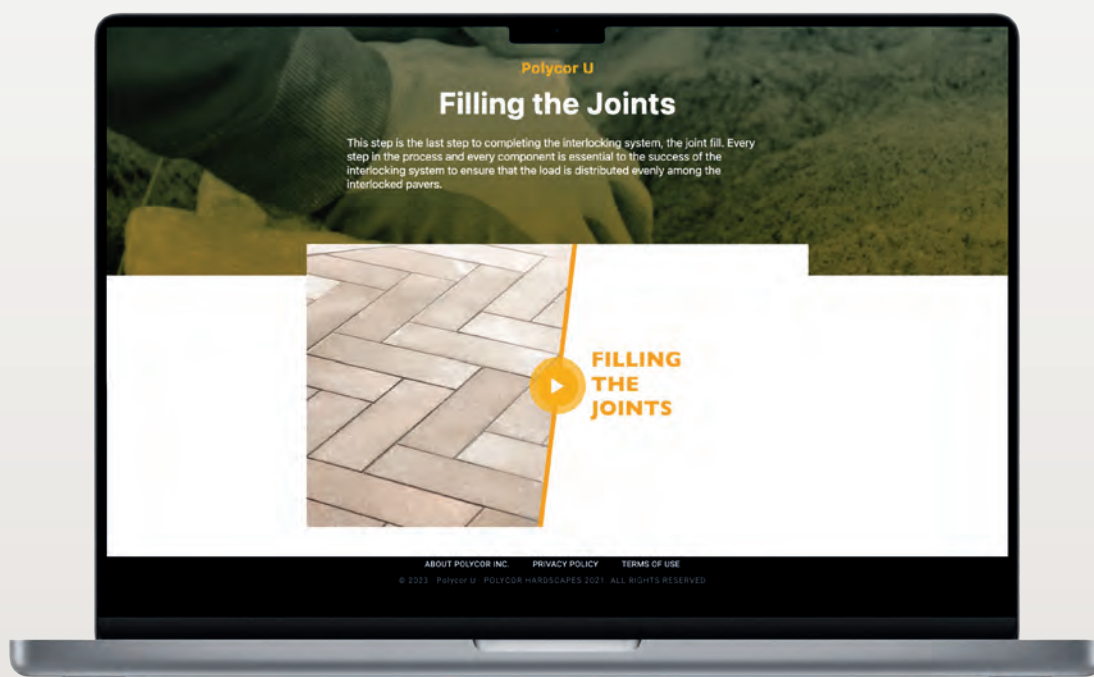 Polycor U
Filling the Joints
This step is the last step to completing the interlocking system, the joint fill. Every
step in the process and every component is essential to the success of the
interlocking system to ensure that the load is distributed evenly among the
interlocked pavers.
FILLING
THE
JOINTS
ABOUT POLYCOR INC. PRIVACY POLICY TERMS OF USE
© 2023 Polycor U POLYCOR HARDSCAPES 2021 ALL RIGHTS RESERVED